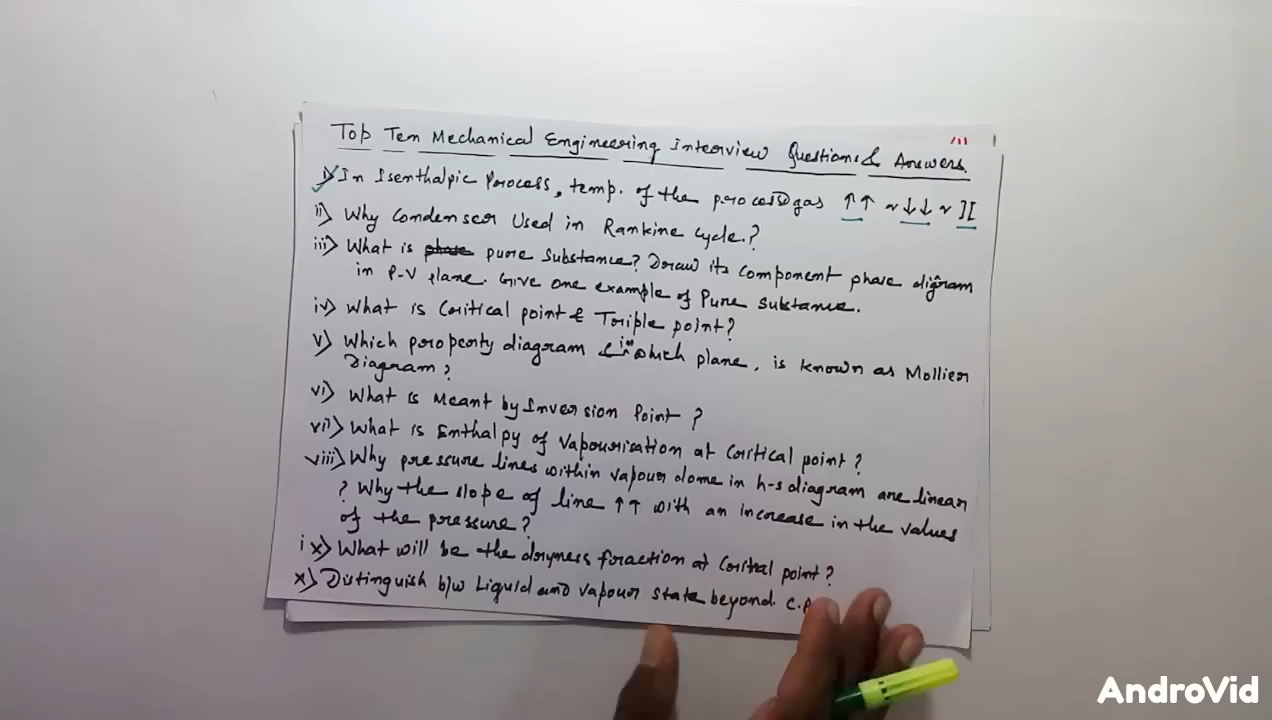 Top Ten Mechanical Engineering Interview Questions & Answers.
i) In Isenthalpic Process, temp. of the process gas ↑↑ ~ ↓↓ ~ ][
ii) Why Condenser Used in Rankine Cycle.?
iii) What is pure substance? Draw its component phase digram
in P-V plane. Give one example of Pure Substance.
iv) What is Critical point & Triple point?
v) Which property diagram & in which plane, is known as Mollier
Diagram?
vi) What is Meant by Inversion Point?
vii) What is Enthalpy of Vapourisation at Critical point?
viii) Why pressure lines within vapour dome in h-s diagram are linear
? Why the slope of line ↑↑ with an increase in the values
of the pressure?
ix) What will be the dryness fraction at Critical point?
x) Distinguish b/w Liquid and vapour state beyond. C.P
AndroVid